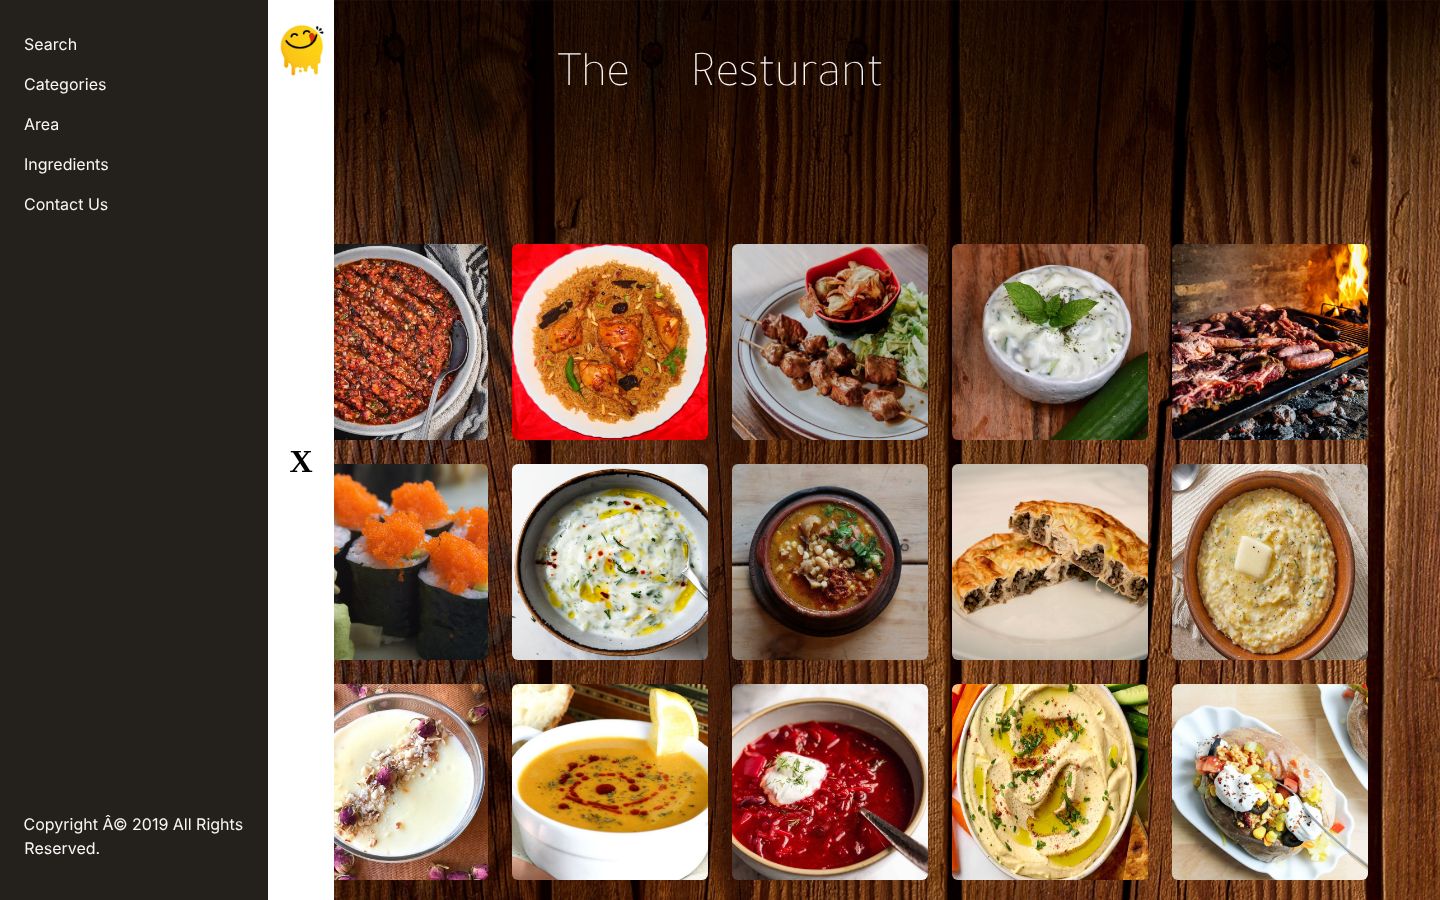 Search
Categories
Area
Ingredients
Contact Us
Copyright Â© 2019 All Rights
Reserved.
X
The Resturant